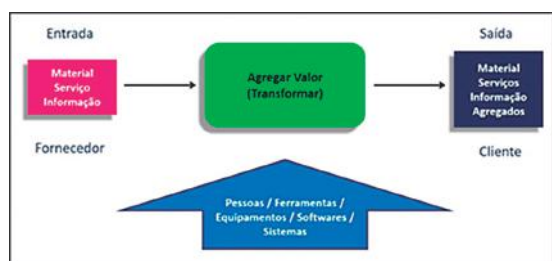 Entrada
Saída
Material
Serviço
Informação
Agregar Valor
(Transformar)
Material
Serviços
Informação
Agregados
Fornecedor
Cliente
Pessoas / Ferramentas /
Equipamentos / Softwares /
Sistemas